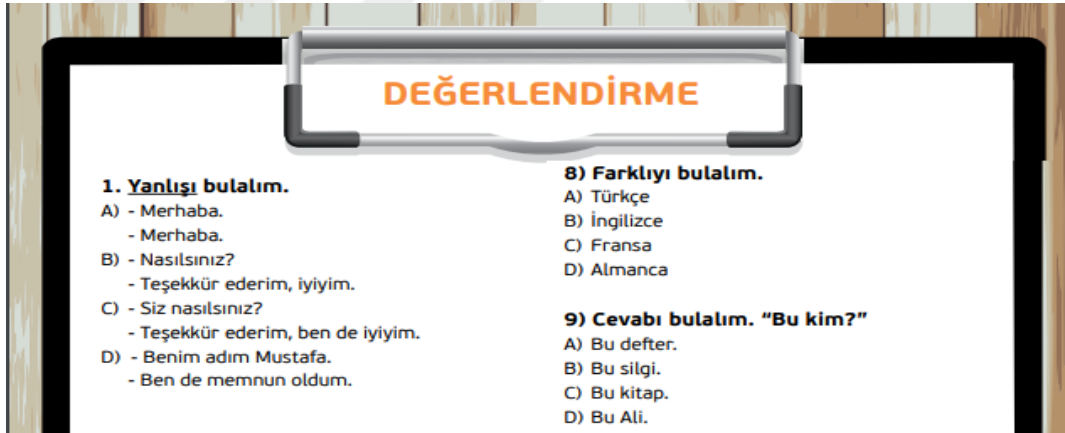 DEĞERLENDİRME
1. Yanlışı bulalım.
A) - Merhaba.
- Merhaba.
B) - Nasılsınız?
- Teşekkür ederim, iyiyim.
C) - Siz nasılsınız?
- Teşekkür ederim, ben de iyiyim.
D) - Benim adım Mustafa.
- Ben de memnun oldum.
8) Farklıyı bulalım.
A) Türkçe
B) İngilizce
C) Fransa
D) Almanca
9) Cevabı bulalım. “Bu kim?”
A) Bu defter.
B) Bu silgi.
C) Bu kitap.
D) Bu Ali.